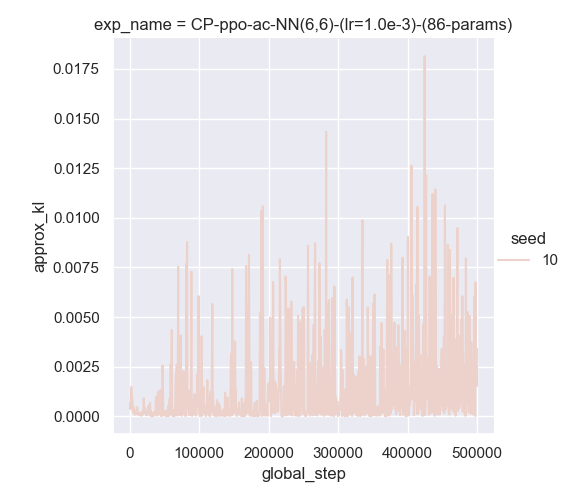 exp_name = CP-ppo-ac-NN(6,6)-(lr=1.0e-3)-(86-params)
0.0175
0.0150
0.0125
0.0100
0.0075
0.0050
0.0025
0.0000
approx_kl
0 100000 200000 300000 400000 500000
global_step
seed
10